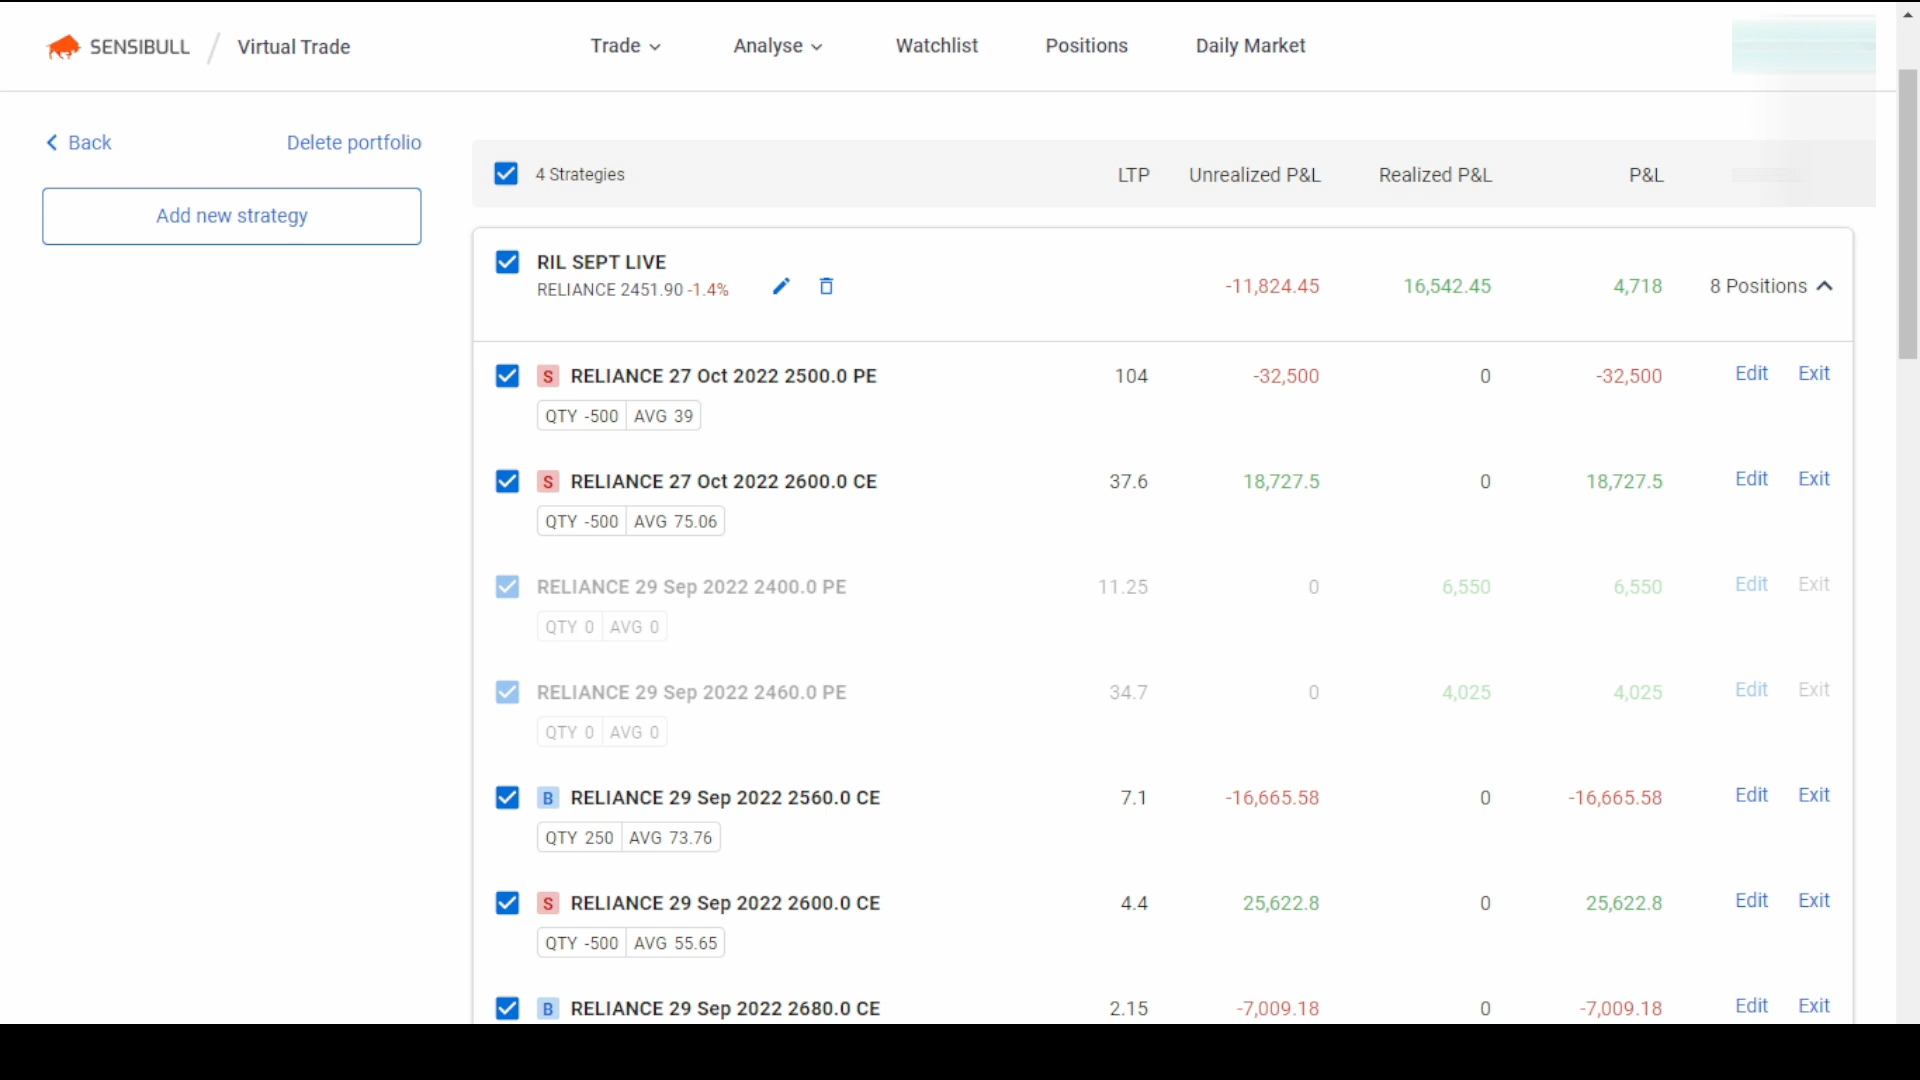 SENSIBULL / Virtual Trade Trade Analyse Watchlist Positions Daily Market
Back Delete portfolio
Add new strategy
4 Strategies LTP Unrealized P&L Realized P&L P&L
RIL SEPT LIVE
RELIANCE 2451.90 -1.4% -11,824.45 16,542.45 4,718 8 Positions
S RELIANCE 27 Oct 2022 2500.0 PE 104 -32,500 0 -32,500 Edit Exit
QTY -500 AVG 39
S RELIANCE 27 Oct 2022 2600.0 CE 37.6 18,727.5 0 18,727.5 Edit Exit
QTY -500 AVG 75.06
RELIANCE 29 Sep 2022 2400.0 PE 11.25 0 6,550 6,550 Edit Exit
QTY 0 AVG 0
RELIANCE 29 Sep 2022 2460.0 PE 34.7 0 4,025 4,025 Edit Exit
QTY 0 AVG 0
B RELIANCE 29 Sep 2022 2560.0 CE 7.1 -16,665.58 0 -16,665.58 Edit Exit
QTY 250 AVG 73.76
S RELIANCE 29 Sep 2022 2600.0 CE 4.4 25,622.8 0 25,622.8 Edit Exit
QTY -500 AVG 55.65
B RELIANCE 29 Sep 2022 2680.0 CE 2.15 -7,009.18 0 -7,009.18 Edit Exit